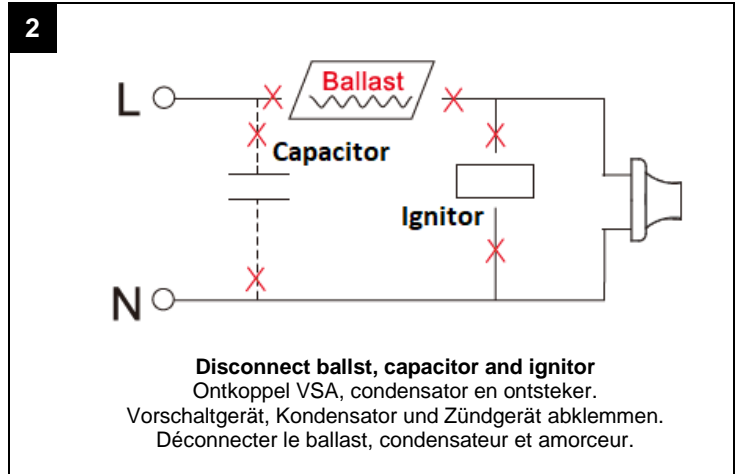 2
L
Ballast
Capacitor
Ignitor
N
Disconnect ballst, capacitor and ignitor
Ontkoppel VSA, condensator en ontsteker.
Vorschaltgerät, Kondensator und Zündgerät abklemmen.
Déconnecter le ballast, condensateur et amorceur.